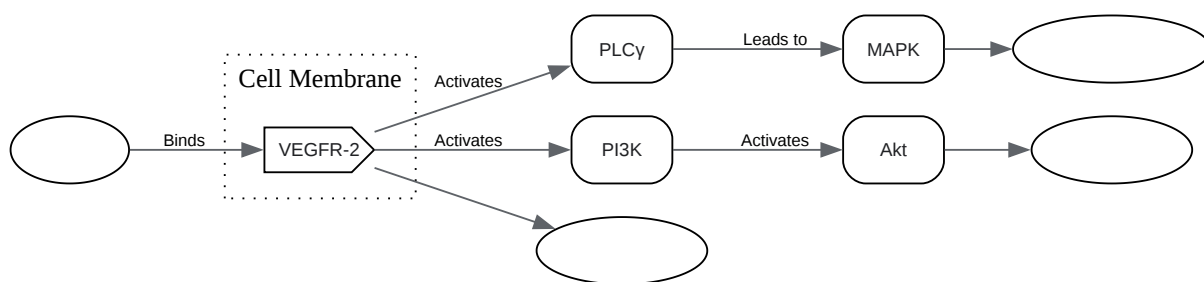 PLCγ
Leads to
MAPK
Cell Membrane
Activates
Binds
VEGFR-2
Activates
PI3K
Activates
Akt